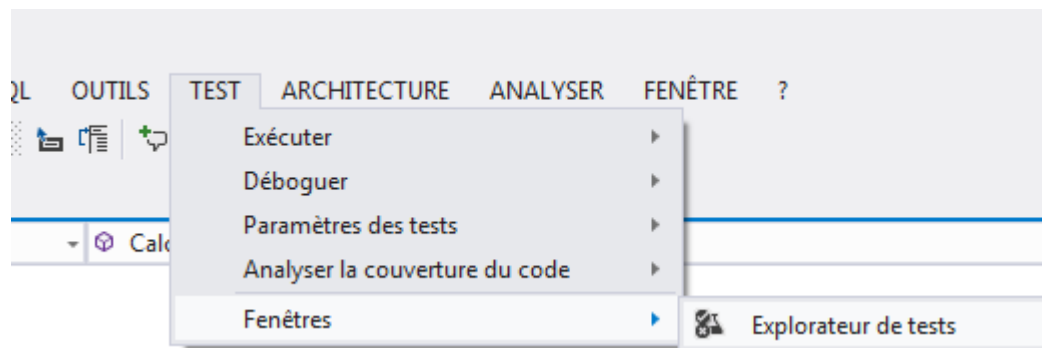 QL OUTILS TEST ARCHITECTURE ANALYSER FENÊTRE ?
Exécuter
Déboguer
Paramètres des tests
Calc
Analyser la couverture du code
Fenêtres
Explorateur de tests